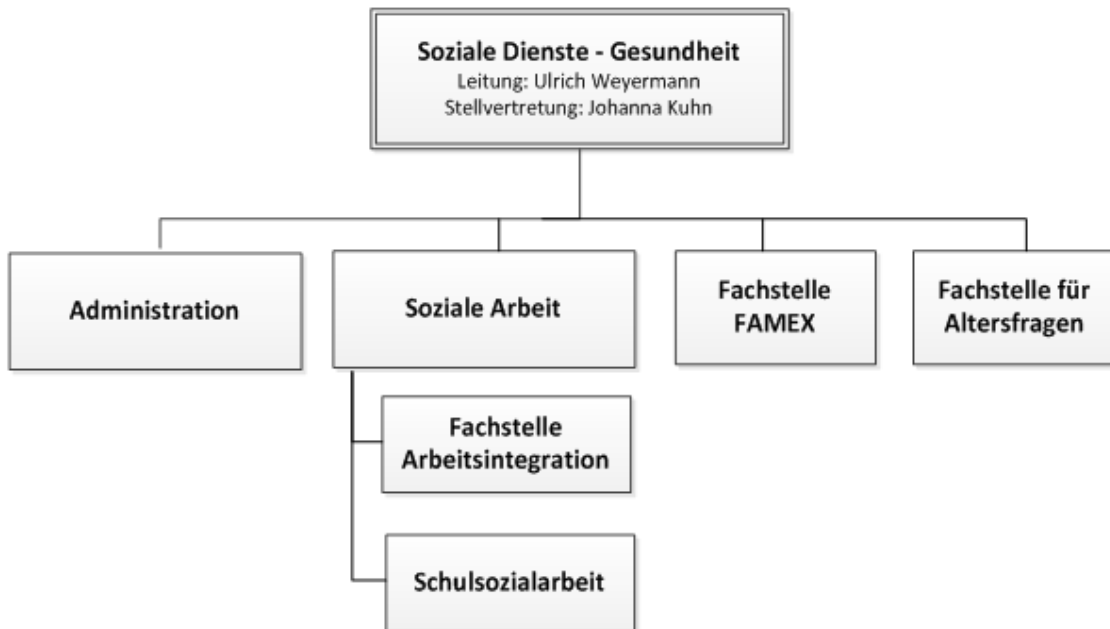 Soziale Dienste - Gesundheit
Leitung: Ulrich Weyermann
Stellvertretung: Johanna Kuhn
Administration
Soziale Arbeit
Fachstelle
FAMEX
Fachstelle für
Altersfragen
Fachstelle
Arbeitsintegration
Schulsozialarbeit